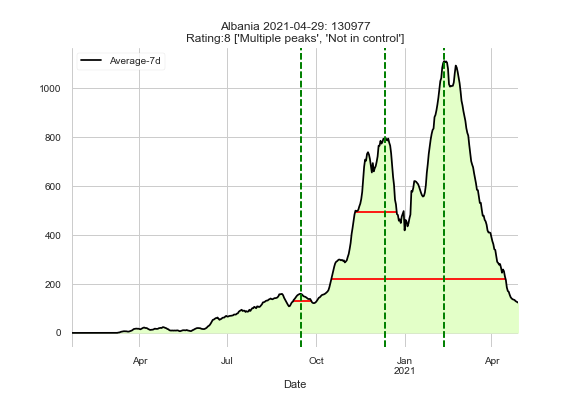 Albania 2021-04-29: 130977
Rating:8 ['Multiple peaks', 'Not in control']
Average-7d
1000
800
600
400
200
0
Apr Jul Oct Jan Apr
2021
Date